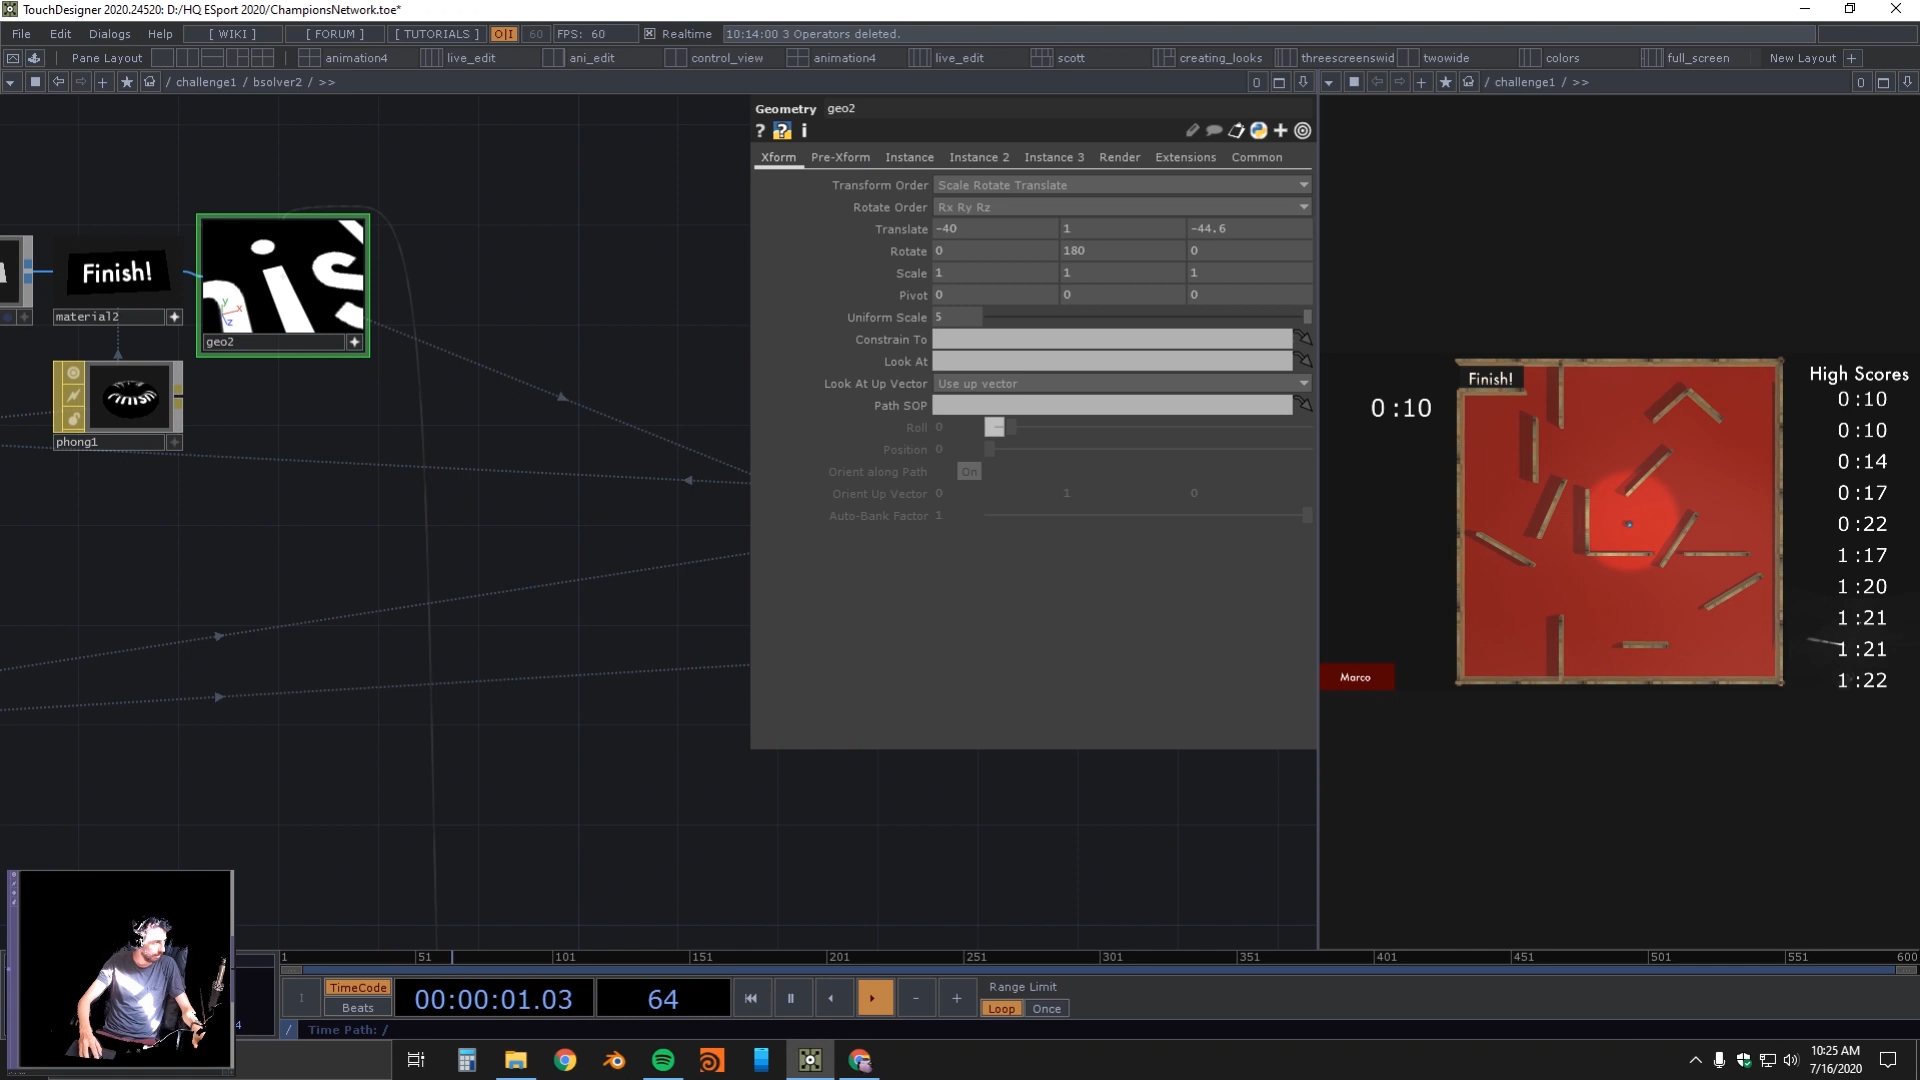 TouchDesigner 2020.24520: D:/HQ ESport 2020/ChampionsNetwork.toe*
File Edit Dialogs Help [ WIKI ] [ FORUM ] [ TUTORIALS ] O|I 60 FPS: 60 Realtime 10:14:00 3 Operators deleted.
Pane Layout animation4 live_edit ani_edit control_view animation4 live_edit scott creating_looks threescreenswid twowide colors full_screen New Layout +
/ challenge1 / bsolver2 / >> 0 / challenge1 / >> 0
Geometry geo2
? ? i
Xform Pre-Xform Instance Instance 2 Instance 3 Render Extensions Common
Transform Order Scale Rotate Translate
Rotate Order Rx Ry Rz
Translate -40 1 -44.6
Rotate 0 180 0
Scale 1 1 1
Pivot 0 0 0
Uniform Scale 5
Constrain To
Look At
Look At Up Vector Use up vector
Path SOP
Roll 0
Position 0
Orient along Path On
Orient Up Vector 0 1 0
Auto-Bank Factor 1
Finish!
material2
nis
y x z
geo2
finish
phong1
Finish!
0 :10
High Scores
0 :10
0 :10
0 :14
0 :17
0 :22
1 :17
1 :20
1 :21
1 :21
1 :22
Marco
1 51 101 151 201 251 301 351 401 451 501 551 600
I TimeCode 00:00:01.03 64 - + Range Limit
Beats Loop Once
4
/ Time Path: /
10:25 AM
7/16/2020